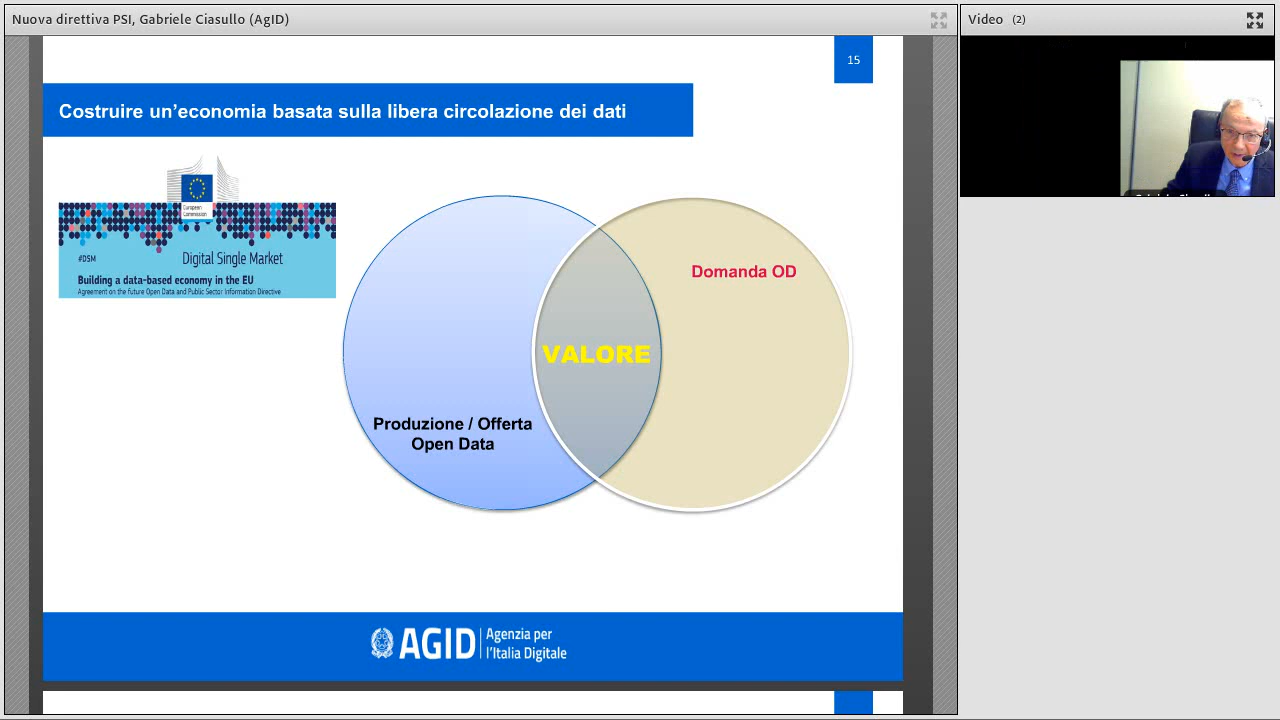 Nuova direttiva PSI, Gabriele Ciasullo (AgID)
Video (2)
15
Costruire un’economia basata sulla libera circolazione dei dati
European
Commission
#DSM
Digital Single Market
Building a data-based economy in the EU
Agreement on the future Open Data and Public Sector Information Directive
Domanda OD
VALORE
Produzione / Offerta
Open Data
AGID
Agenzia per
l’Italia Digitale